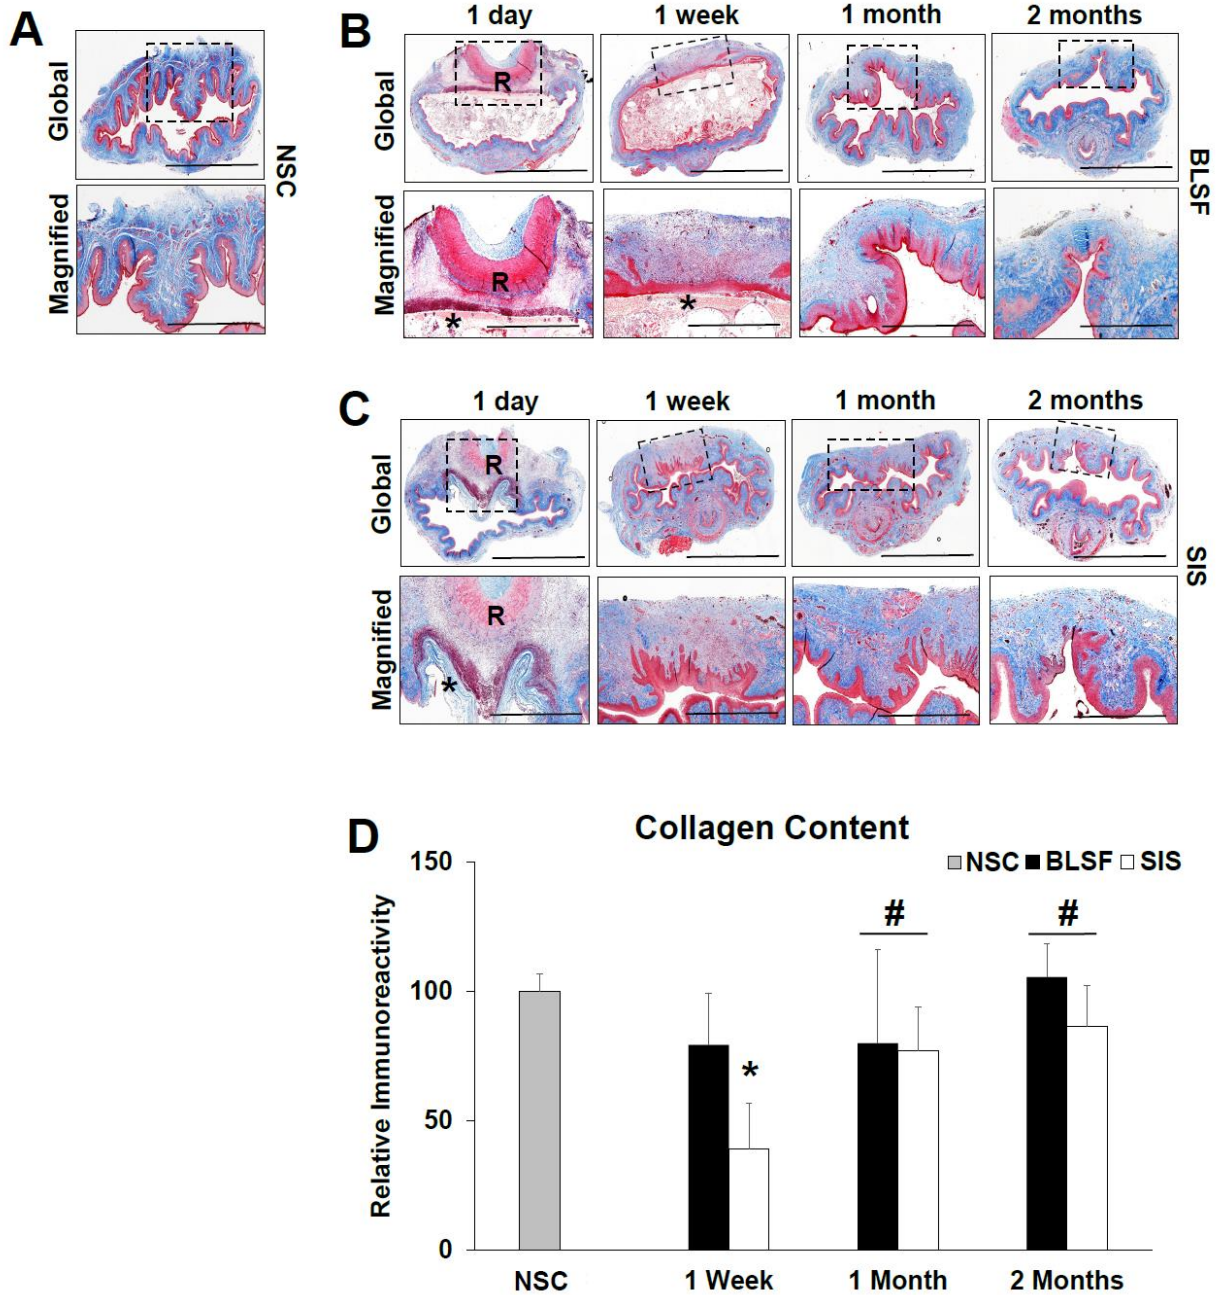 A
Global
Magnified
NSC
B
1 day
1 week
1 month
2 months
Global
R
Magnified
R
*
*
BLSF
C
1 day
1 week
1 month
2 months
Global
R
Magnified
R
*
SIS
D
Collagen Content
NSC BLSF SIS
Relative Immunoreactivity
150
100
50
0
*
#
#
NSC
1 Week
1 Month
2 Months